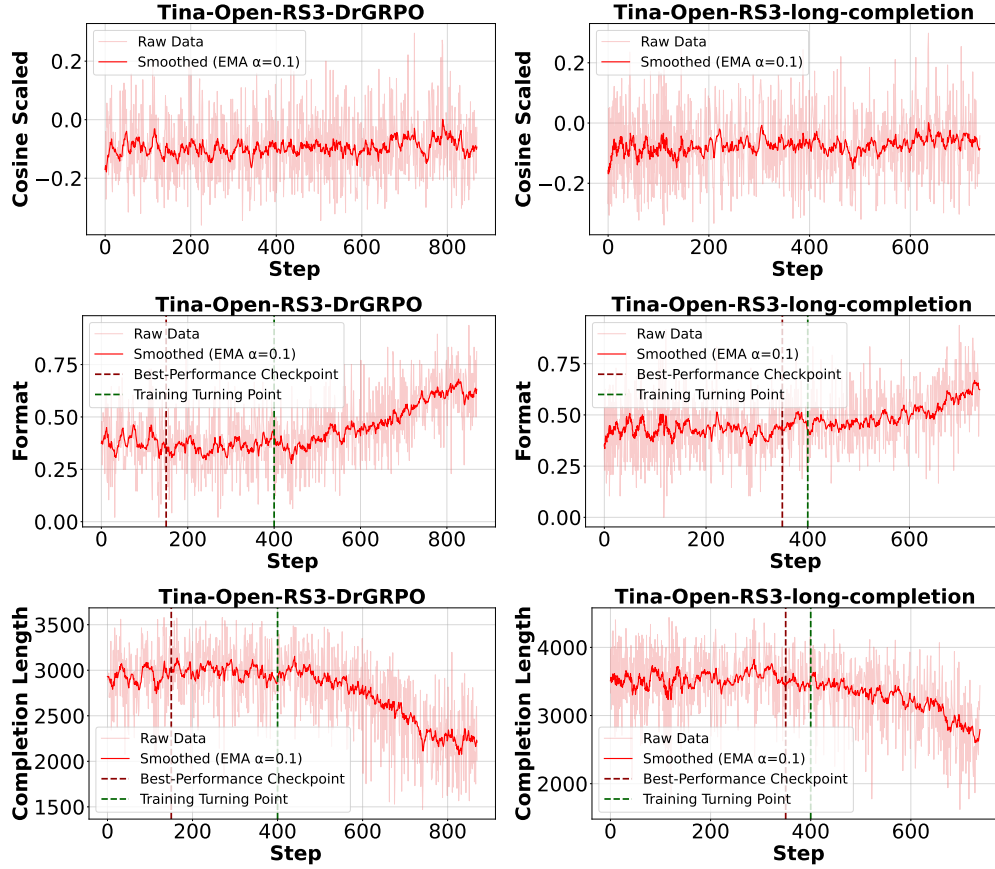 Tina-Open-RS3-DrGRPO
Cosine Scaled
0.2
0.0
−0.2
Raw Data
Smoothed (EMA α=0.1)
0 200 400 600 800
Step
Tina-Open-RS3-long-completion
Cosine Scaled
0.2
0.0
−0.2
Raw Data
Smoothed (EMA α=0.1)
0 200 400 600
Step
Tina-Open-RS3-DrGRPO
Format
0.75
0.50
0.25
0.00
Raw Data
Smoothed (EMA α=0.1)
Best-Performance Checkpoint
Training Turning Point
0 200 400 600 800
Step
Tina-Open-RS3-long-completion
Format
0.75
0.50
0.25
0.00
Raw Data
Smoothed (EMA α=0.1)
Best-Performance Checkpoint
Training Turning Point
0 200 400 600
Step
Tina-Open-RS3-DrGRPO
Completion Length
3500
3000
2500
2000
1500
Raw Data
Smoothed (EMA α=0.1)
Best-Performance Checkpoint
Training Turning Point
0 200 400 600 800
Step
Tina-Open-RS3-long-completion
Completion Length
4000
3000
2000
Raw Data
Smoothed (EMA α=0.1)
Best-Performance Checkpoint
Training Turning Point
0 200 400 600
Step